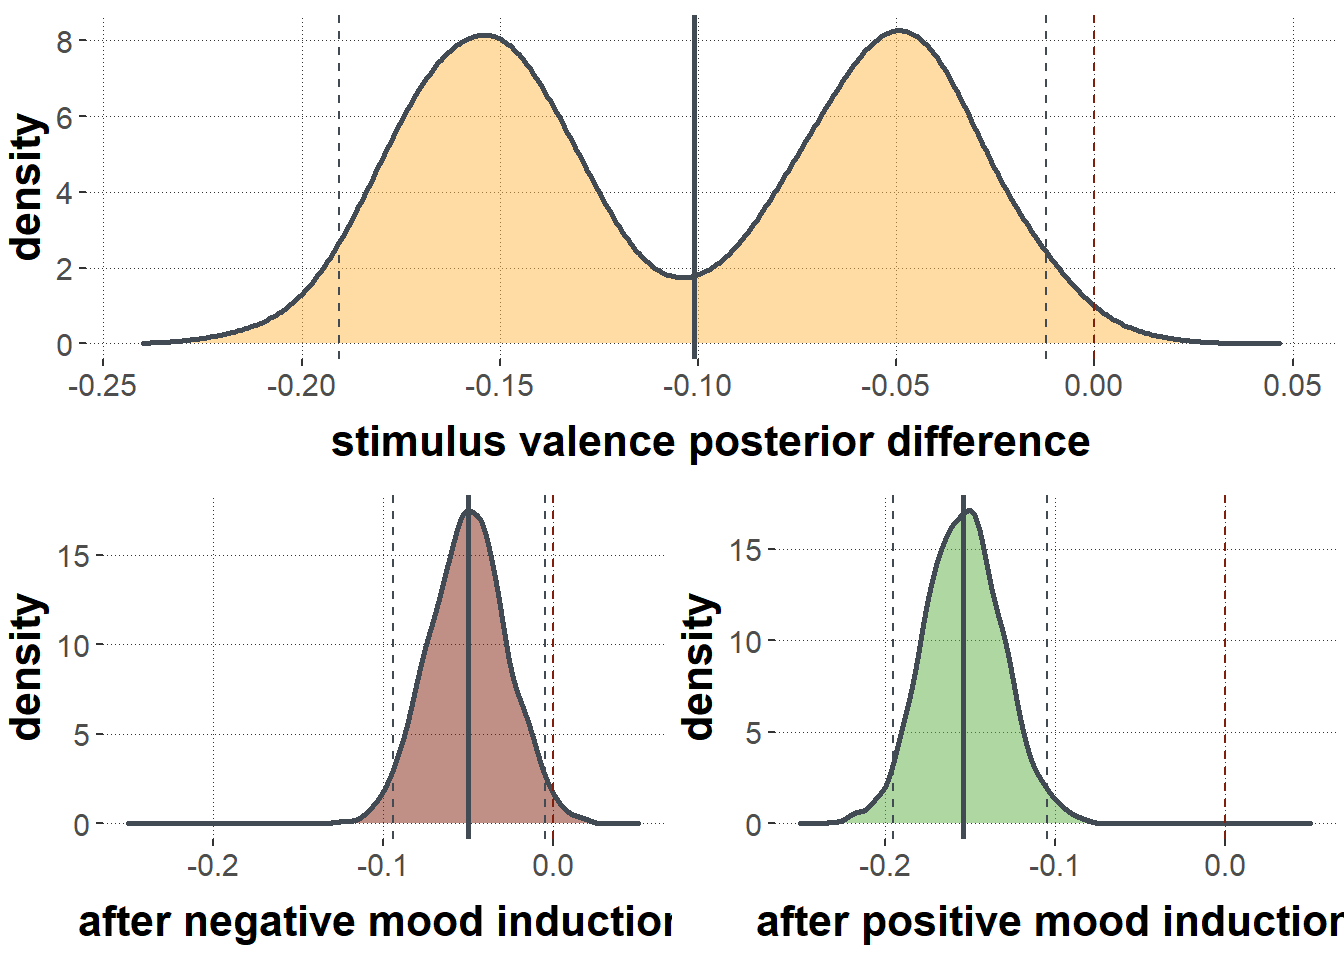 density
8
6
4
2
0
-0.25 -0.20 -0.15 -0.10 -0.05 0.00 0.05
stimulus valence posterior difference
density
15
10
5
0
-0.2 -0.1 0.0
after negative mood induction
density
15
10
5
0
-0.2 -0.1 0.0
after positive mood induction